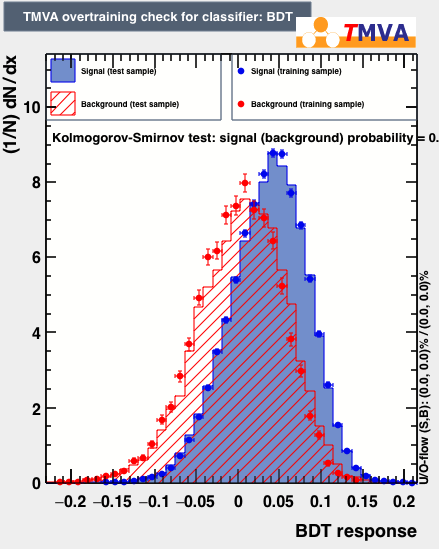 TMVA overtraining check for classifier: BDT
TMVA
(1/N) dN / dx
Signal (test sample)
Signal (training sample)
Background (test sample)
Background (training sample)
Kolmogorov-Smirnov test: signal (background) probability = 0.
10
8
6
4
2
0
−0.2 −0.15 −0.1 −0.05 0 0.05 0.1 0.15 0.2
BDT response
U/O-flow (S,B): (0.0, 0.0)% / (0.0, 0.0)%